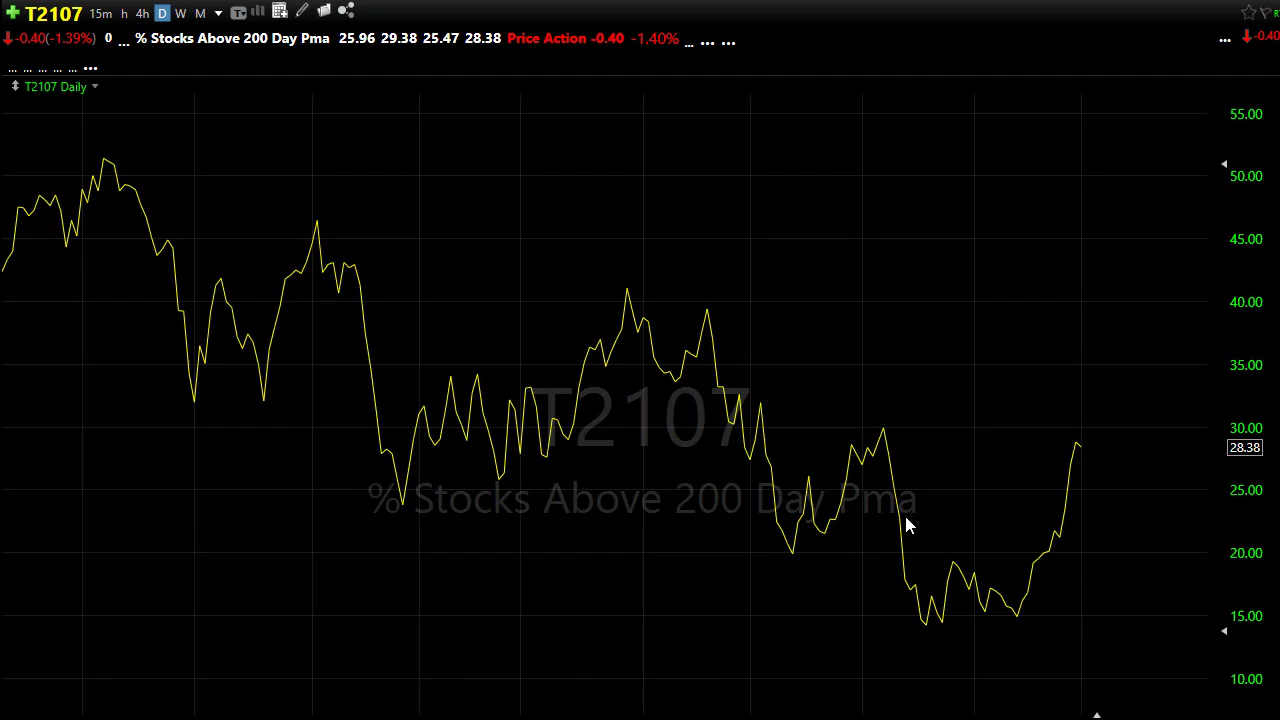 T2107 15m h 4h D W M T
-0.40(-1.39%) 0 ... % Stocks Above 200 Day Pma 25.96 29.38 25.47 28.38 Price Action -0.40 -1.40% ... ... ... ... -0.40
... ... ... ... ... ...
T2107 Daily
55.00
50.00
45.00
40.00
35.00
30.00
28.38
25.00
20.00
15.00
10.00
T2107
% Stocks Above 200 Day Pma